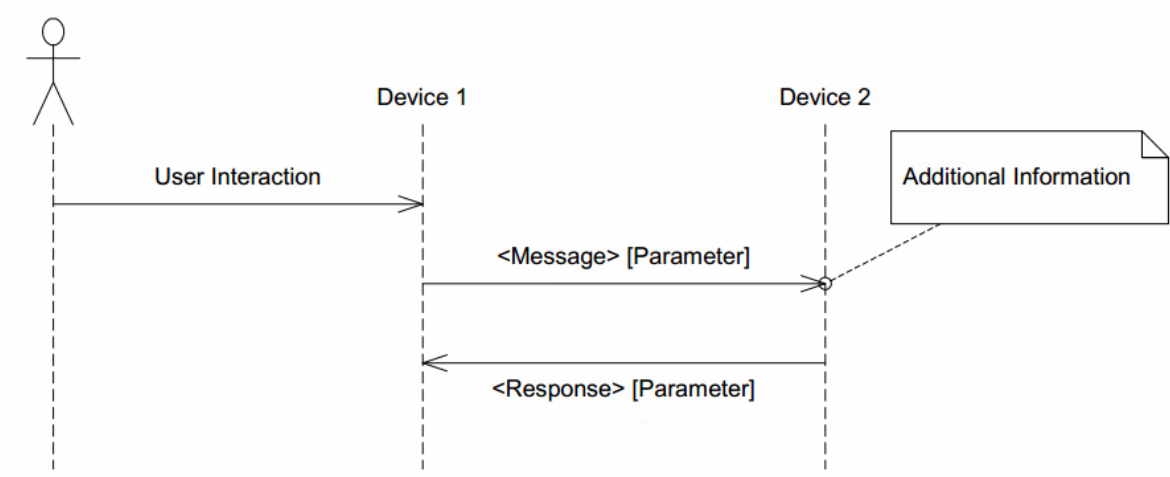 Device 1
Device 2
User Interaction
Additional Information
<Message> [Parameter]
<Response> [Parameter]